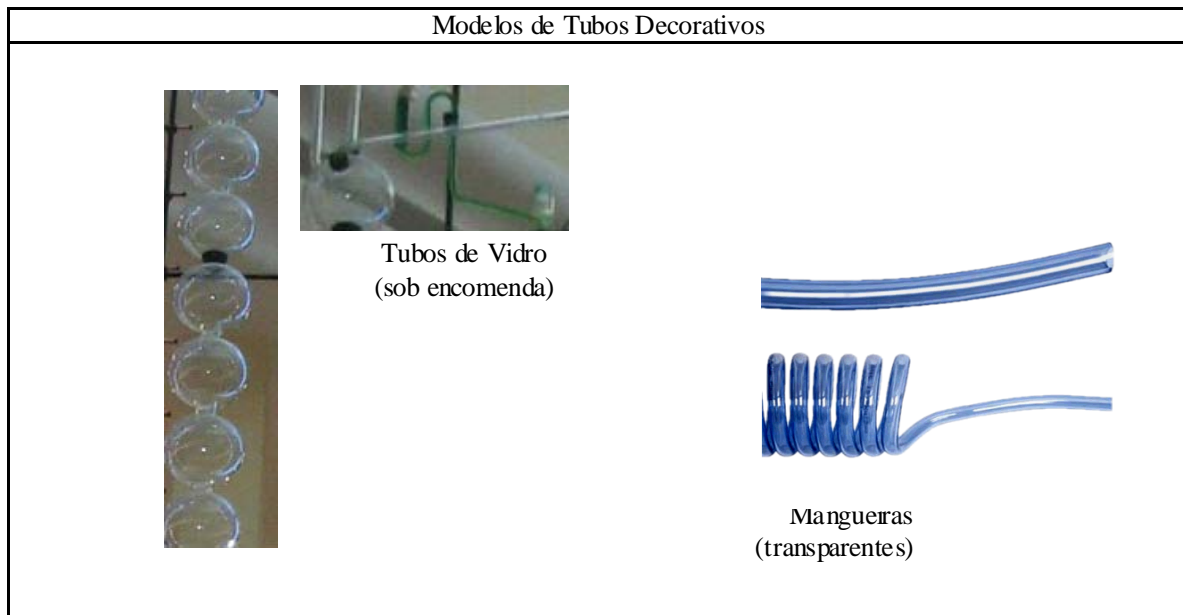 Modelos de Tubos Decorativos
Tubos de Vidro
(sob encomenda)
Mangueiras
(transparentes)